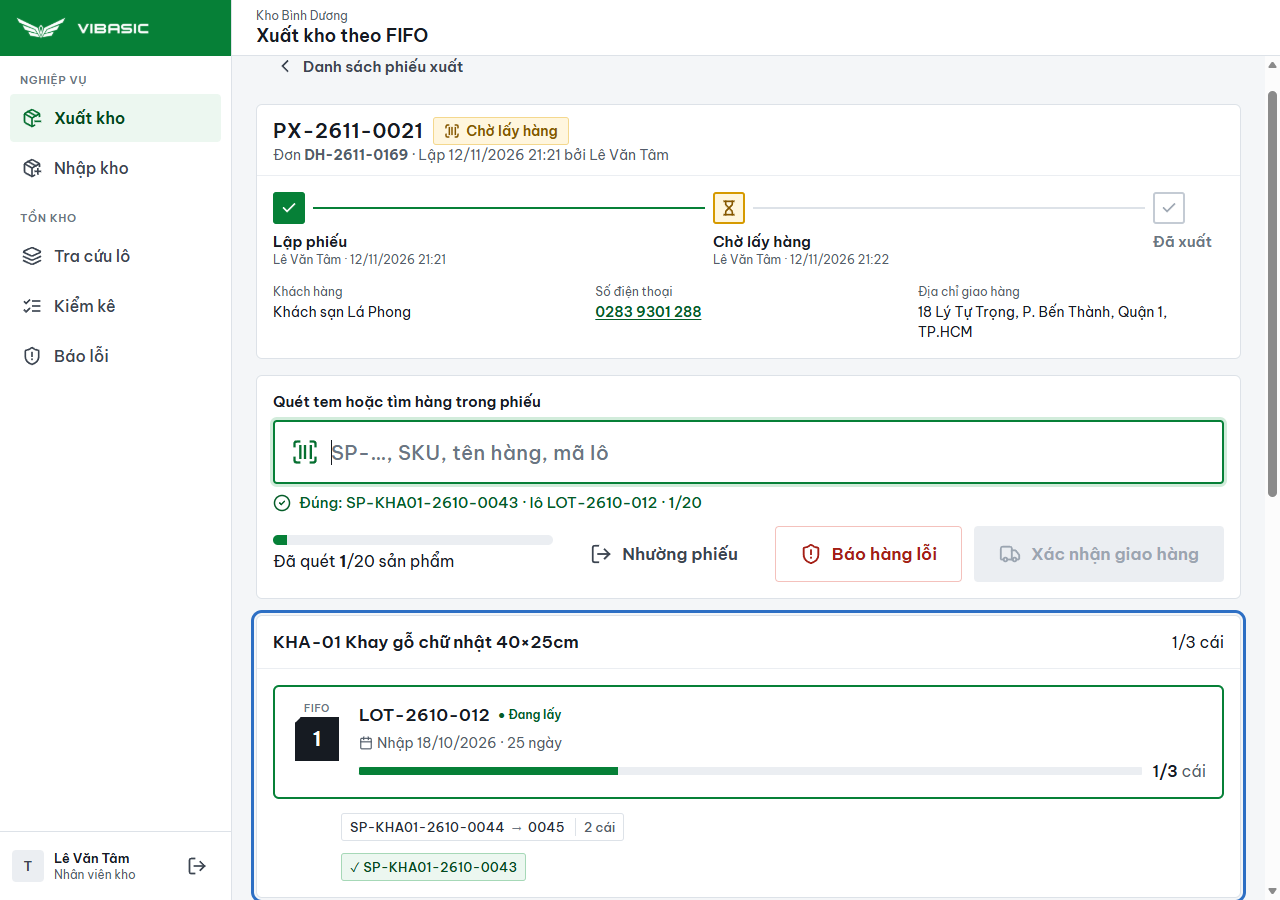 VIBASIC
Kho Bình Dương
Xuất kho theo FIFO
NGHIỆP VỤ
Xuất kho
Nhập kho
TỒN KHO
Tra cứu lô
Kiểm kê
Báo lỗi
T
Lê Văn Tâm
Nhân viên kho
Danh sách phiếu xuất
PX-2611-0021 Chờ lấy hàng
Đơn DH-2611-0169 · Lập 12/11/2026 21:21 bởi Lê Văn Tâm
Lập phiếu
Lê Văn Tâm · 12/11/2026 21:21
Chờ lấy hàng
Lê Văn Tâm · 12/11/2026 21:22
Đã xuất
Khách hàng
Khách sạn Lá Phong
Số điện thoại
0283 9301 288
Địa chỉ giao hàng
18 Lý Tự Trọng, P. Bến Thành, Quận 1,
TP.HCM
Quét tem hoặc tìm hàng trong phiếu
SP-..., SKU, tên hàng, mã lô
Đúng: SP-KHA01-2610-0043 · lô LOT-2610-012 · 1/20
Đã quét 1/20 sản phẩm
Nhường phiếu
Báo hàng lỗi
Xác nhận giao hàng
KHA-01 Khay gỗ chữ nhật 40×25cm 1/3 cái
FIFO
1
LOT-2610-012 • Đang lấy
Nhập 18/10/2026 · 25 ngày
1/3 cái
SP-KHA01-2610-0044 → 0045 2 cái
✓ SP-KHA01-2610-0043